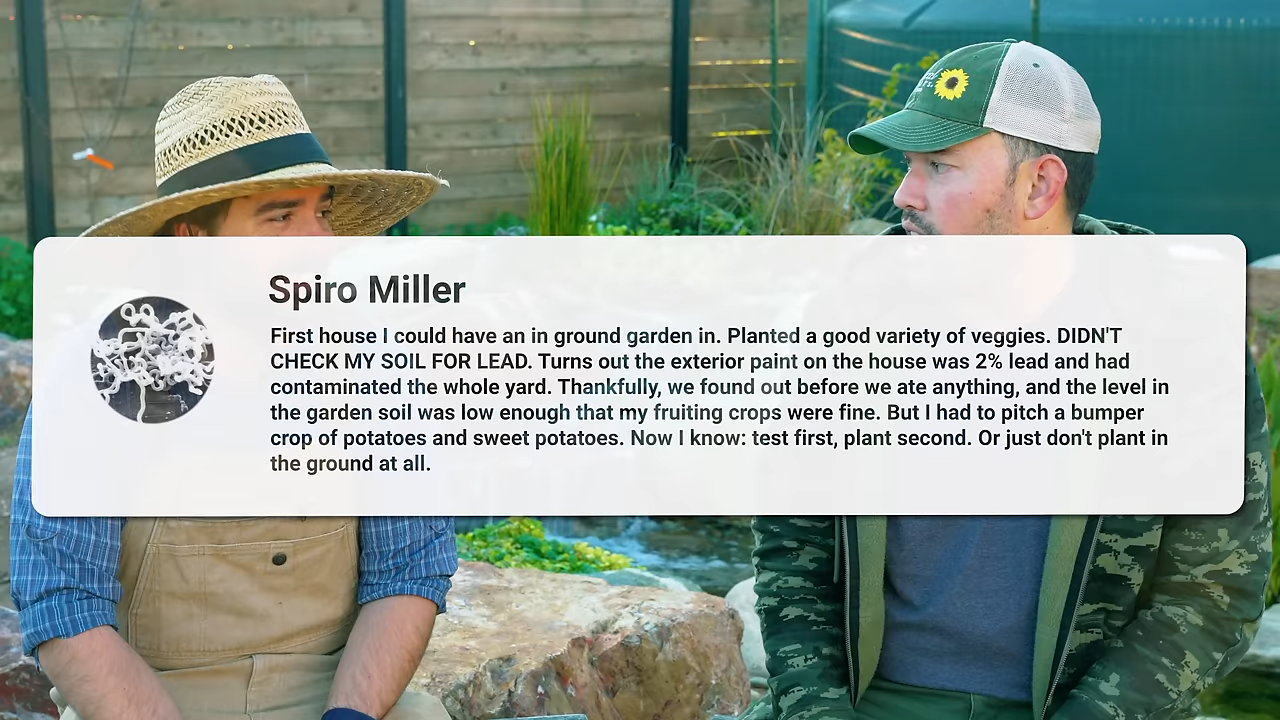 Spiro Miller
First house I could have an in ground garden in. Planted a good variety of veggies. DIDN'T
CHECK MY SOIL FOR LEAD. Turns out the exterior paint on the house was 2% lead and had
contaminated the whole yard. Thankfully, we found out before we ate anything, and the level in
the garden soil was low enough that my fruiting crops were fine. But I had to pitch a bumper
crop of potatoes and sweet potatoes. Now I know: test first, plant second. Or just don't plant in
the ground at all.